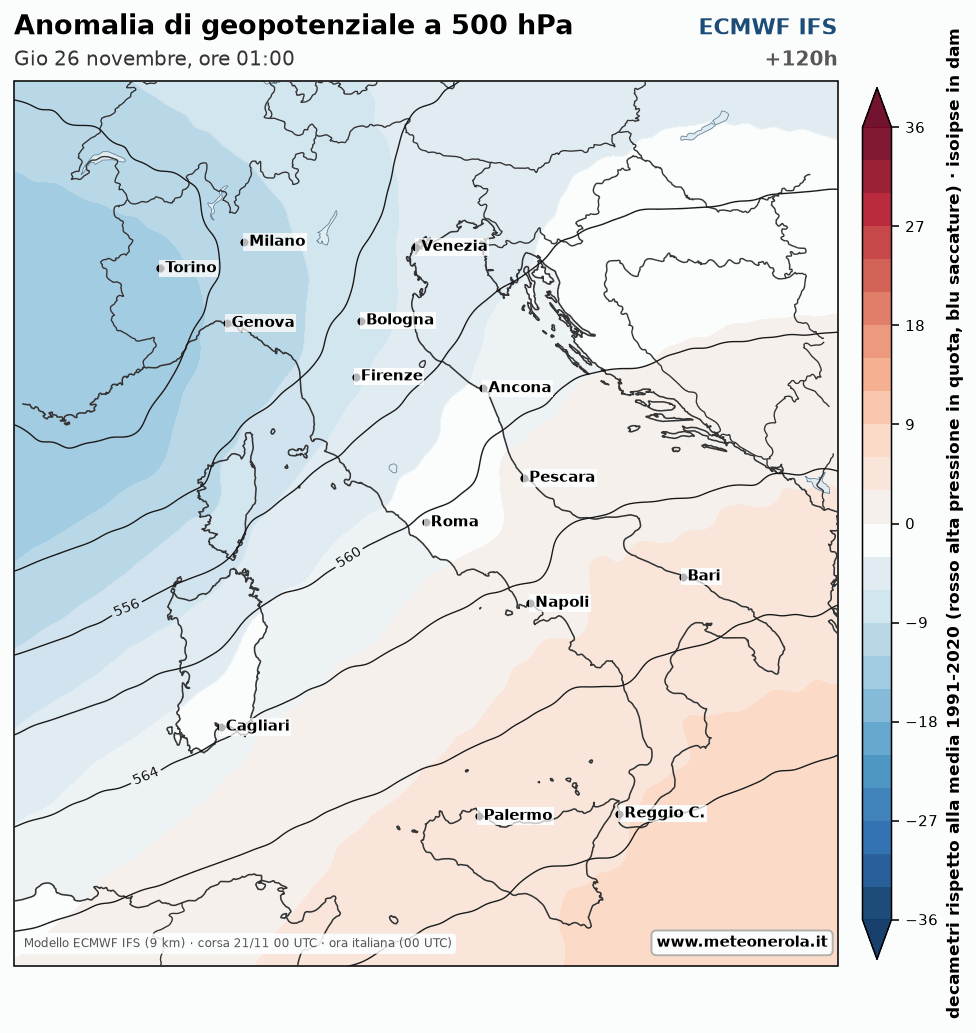 Anomalia di geopotenziale a 500 hPa
ECMWF IFS
Gio 26 novembre, ore 01:00
+120h
Milano
Venezia
Torino
Genova
Bologna
Firenze
Ancona
Pescara
Roma
560
Bari
556
Napoli
Cagliari
564
Palermo
Reggio C.
Modello ECMWF IFS (9 km) · corsa 21/11 00 UTC · ora italiana (00 UTC)
www.meteonerola.it
36
27
18
9
0
−9
−18
−27
−36
decametri rispetto alla media 1991-2020 (rosso alta pressione in quota, blu saccature) · isoipse in dam